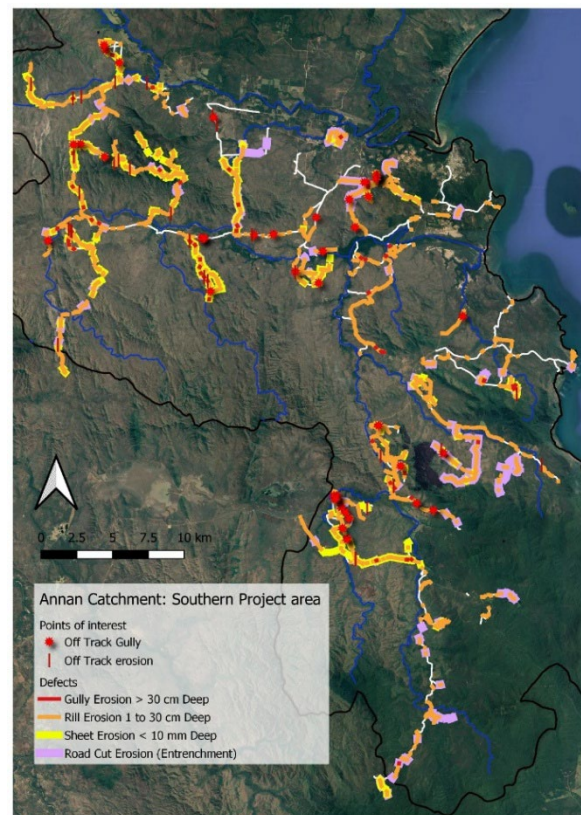 0 2.5 5 7.5 10 km
Annan Catchment: Southern Project area
Points of interest
Off Track Gully
Off Track erosion
Defects
Gully Erosion > 30 cm Deep
Rill Erosion 1 to 30 cm Deep
Sheet Erosion < 10 mm Deep
Road Cut Erosion (Entrenchment)